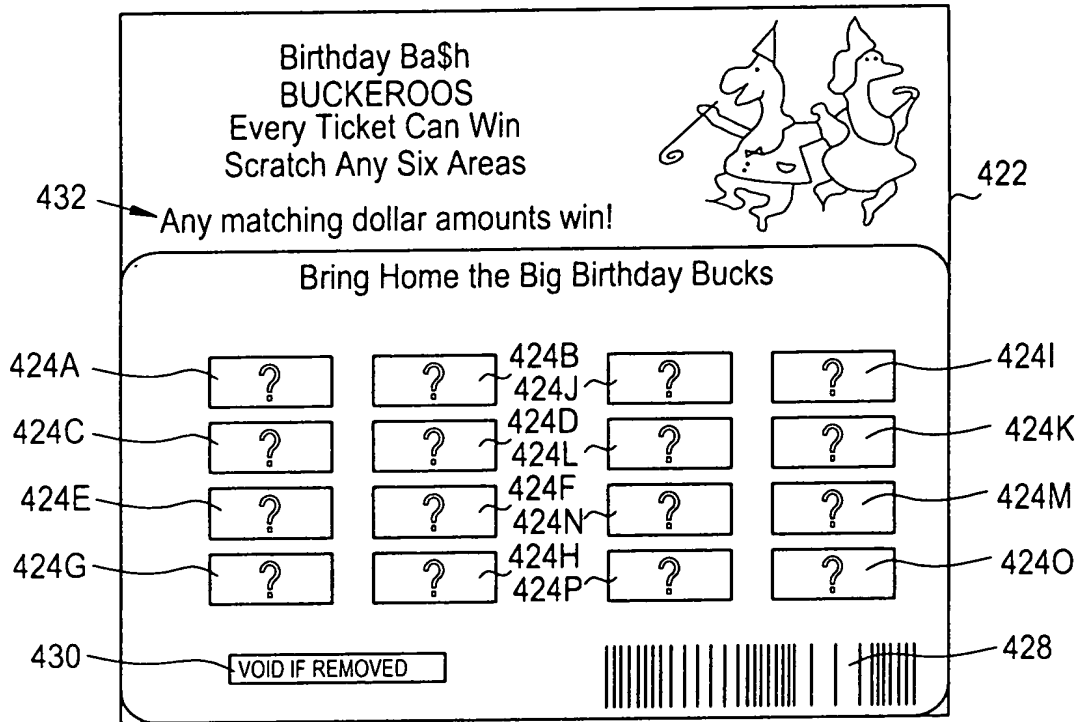 Birthday Ba$h
BUCKEROOS
Every Ticket Can Win
Scratch Any Six Areas
422
432
Any matching dollar amounts win!
Bring Home the Big Birthday Bucks
424A ? ? 424B 424J ? ? 424I
424C ? ? 424D 424L ? ? 424K
424E ? ? 424F 424N ? ? 424M
424G ? ? 424H 424P ? ? 424O
430 VOID IF REMOVED 428